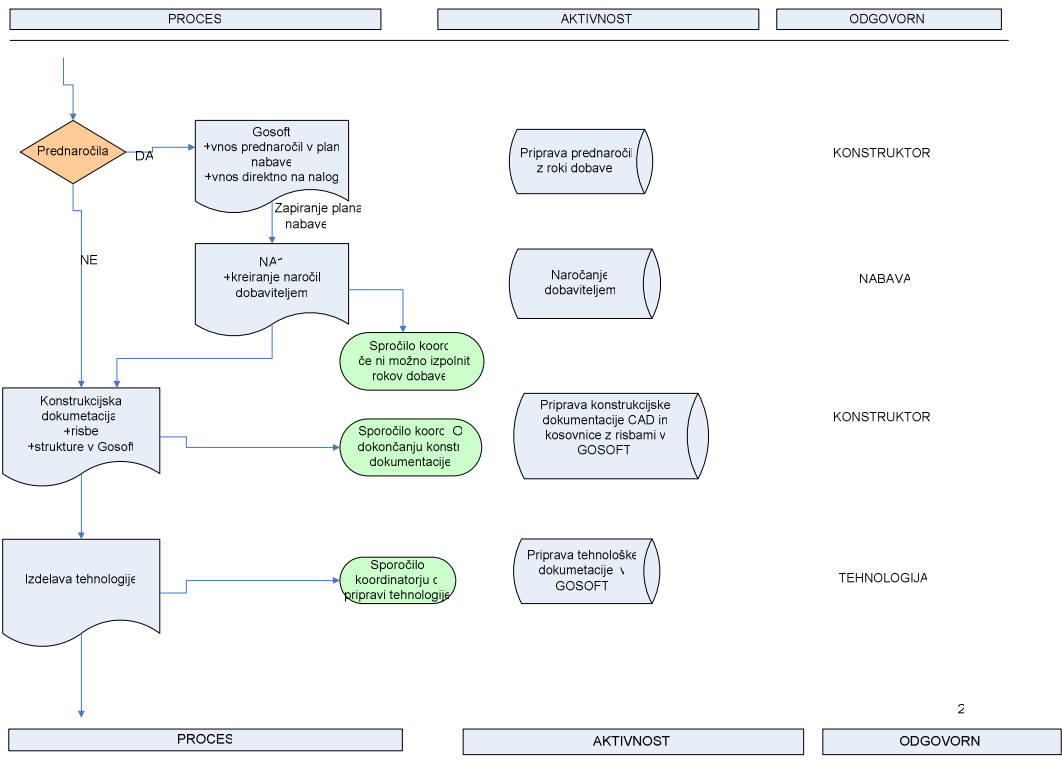 PROCES
AKTIVNOST
ODGOVORN
Prednaročila
DA
Gosoft
+vnos prednaročil v plan
nabave
+vnos direktno na nalog
Priprava prednaročil
z roki dobave
KONSTRUKTOR
Zapiranje plana
nabave
NE
+kreiranje naročil
dobaviteljem
Naročanje
dobaviteljem
NABAVA
Spročilo koord
če ni možno izpolnit
rokov dobave
Konstrukcijska
dokumetacija
+risbe
+strukture v Gosoft
Sporočilo koord O
dokončanju konstr
dokumentacije
Priprava konstrukcijske
dokumentacije CAD in
kosovnice z risbami v
GOSOFT
KONSTRUKTOR
Izdelava tehnologije
Sporočilo
koordinatorju o
pripravi tehnologije
Priprava tehnološke
dokumetacije v
GOSOFT
TEHNOLOGIJA
2
PROCES
AKTIVNOST
ODGOVORN